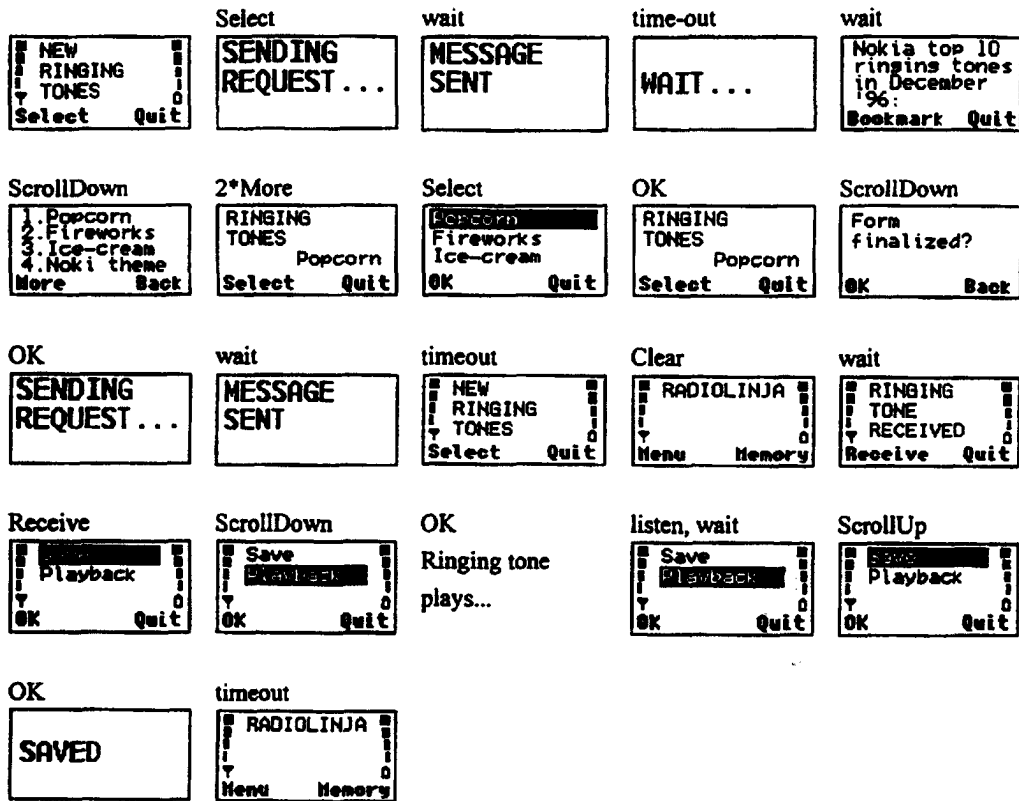 NEW
RINGING
TONES
Select Quit
Select
SENDING
REQUEST...
wait
MESSAGE
SENT
time-out
WAIT...
wait
Nokia top 10
ringing tones
in December
'96:
Bookmark Quit
ScrollDown
1.Popcorn
2.Fireworks
3.Ice-cream
4.Noki theme
More Back
2*More
RINGING
TONES
Popcorn
Select Quit
Select
Popcorn
Fireworks
Ice-cream
OK Quit
OK
RINGING
TONES
Popcorn
Select Quit
ScrollDown
Form
finalized?
OK Back
OK
SENDING
REQUEST...
wait
MESSAGE
SENT
timeout
NEW
RINGING
TONES
Select Quit
Clear
RADIOLINJA
Menu Memory
wait
RINGING
TONE
RECEIVED
Receive Quit
Receive
Save
Playback
OK Quit
ScrollDown
Save
Playback
OK Quit
OK
Ringing tone
plays...
listen, wait
Save
Playback
OK Quit
ScrollUp
Save
Playback
OK Quit
OK
SAVED
timeout
RADIOLINJA
Menu Memory